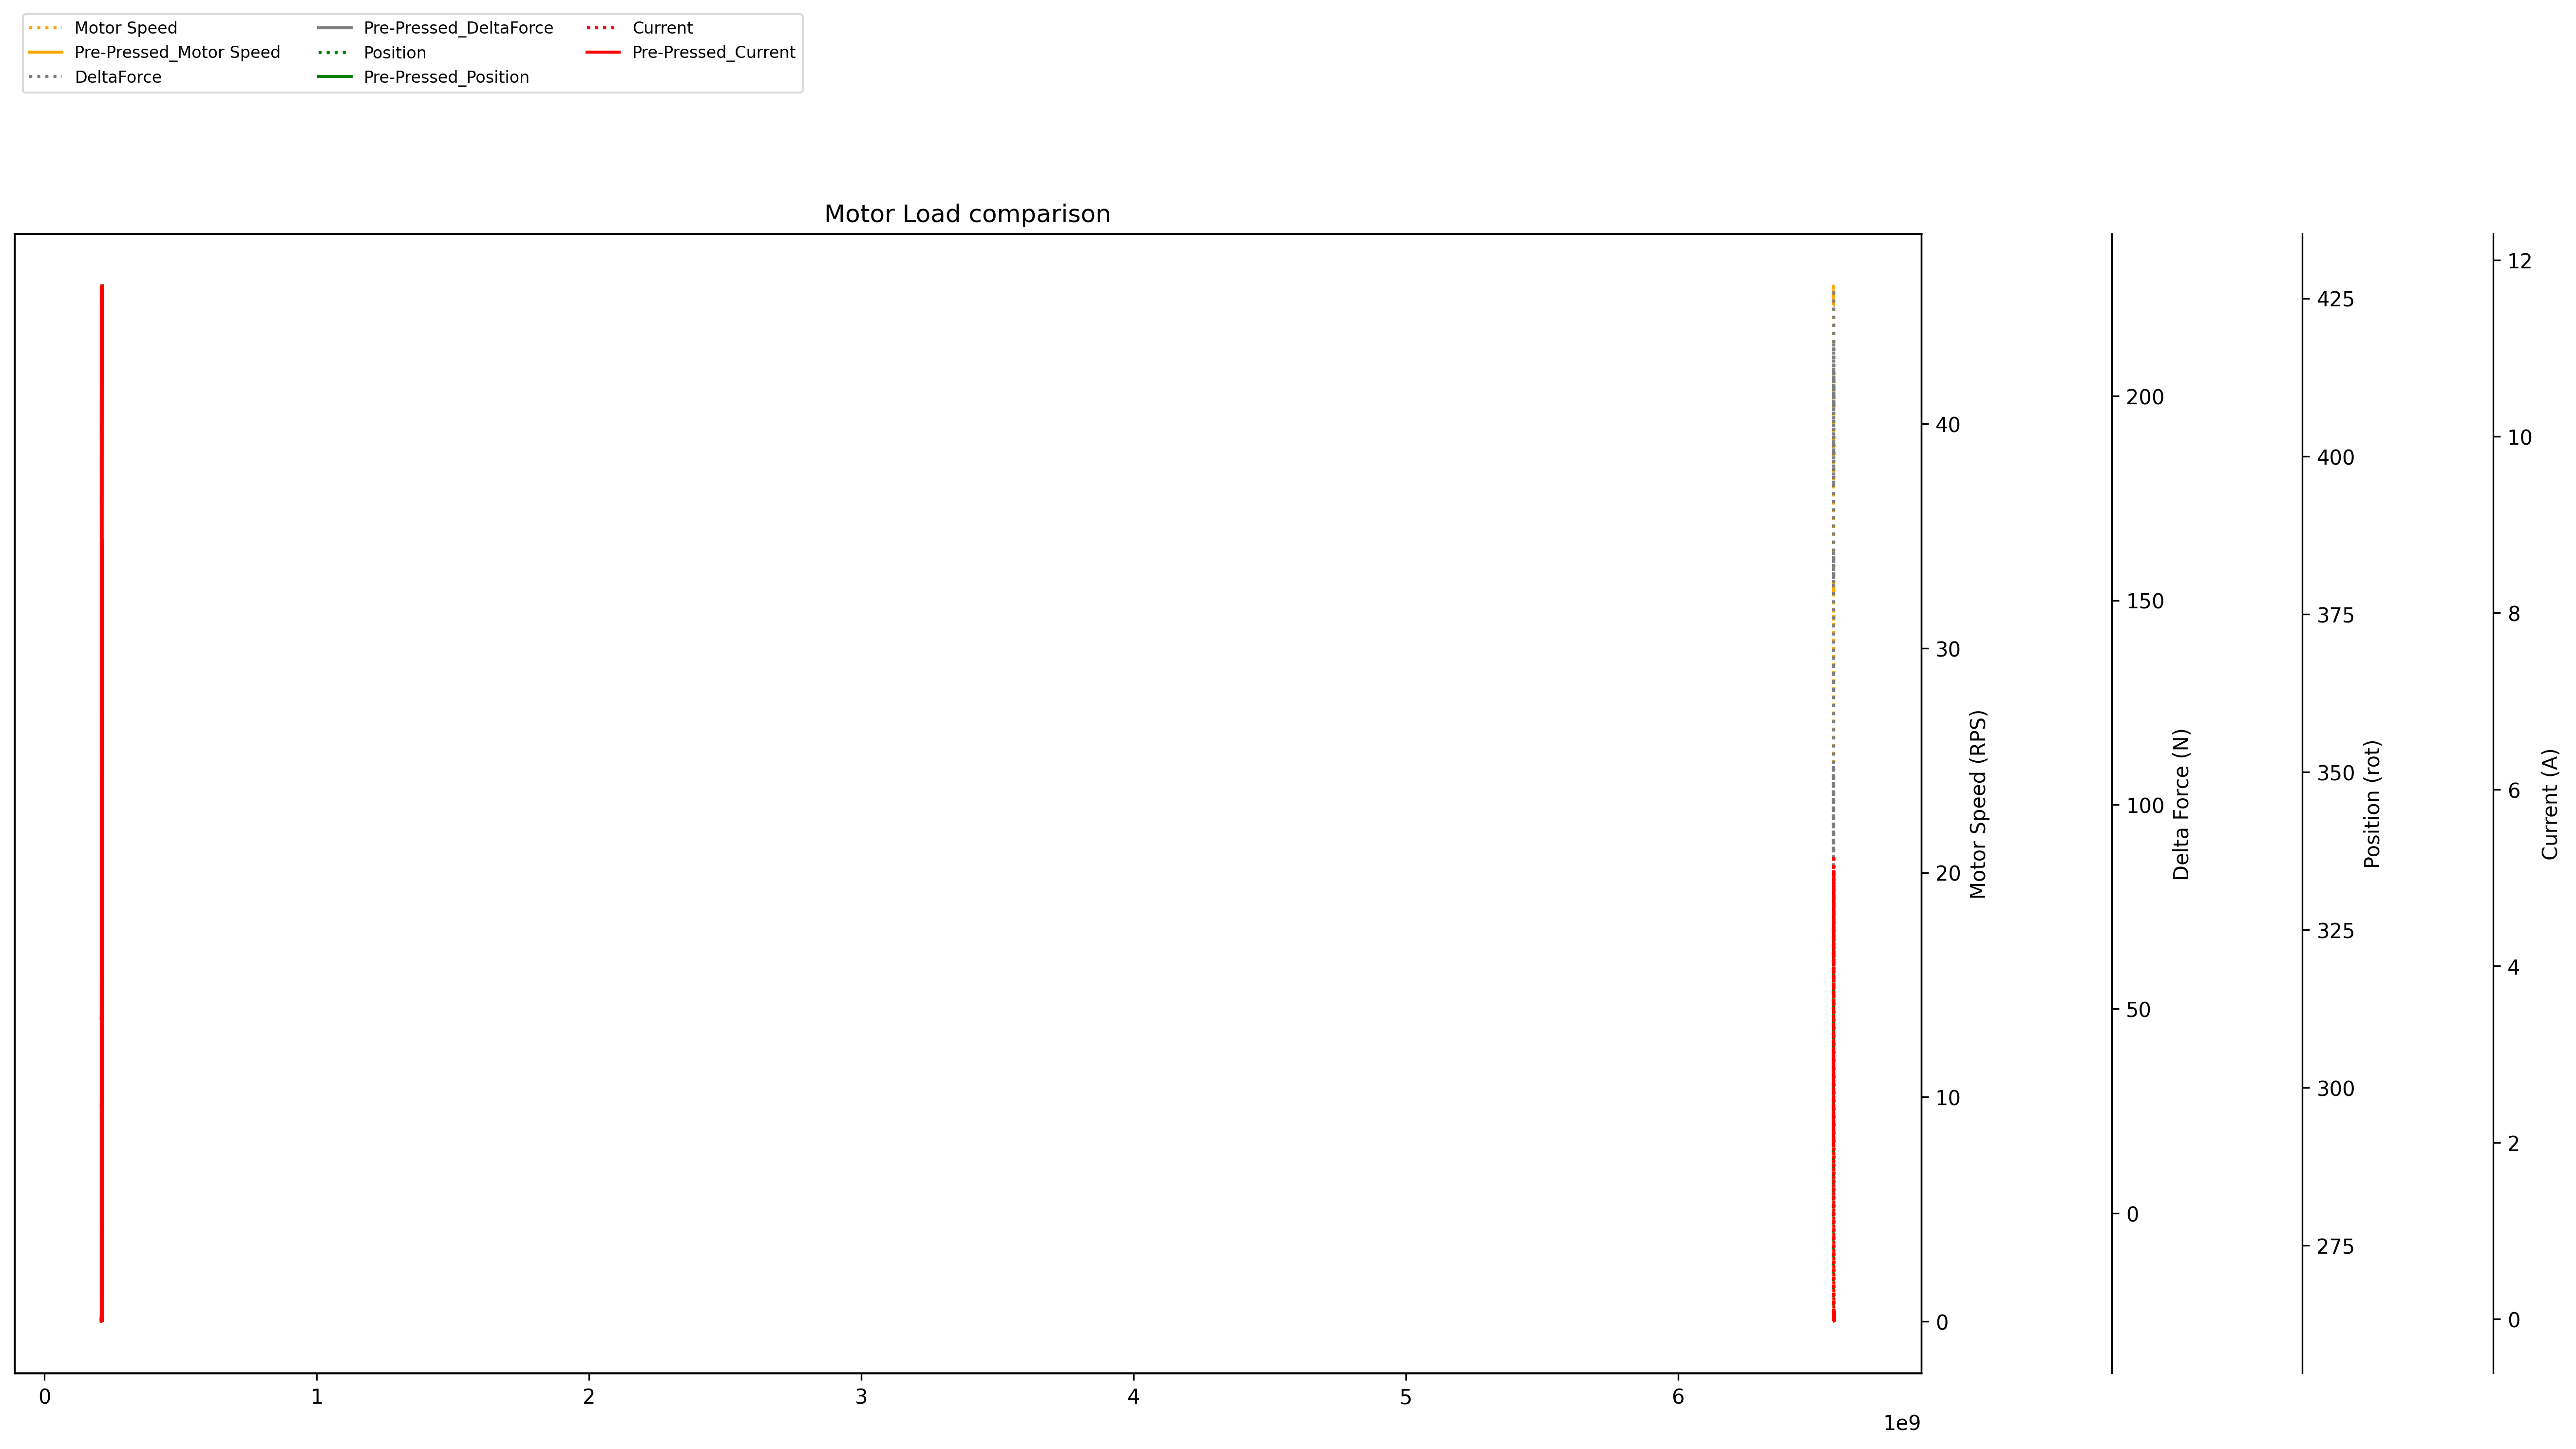 Motor Speed
Pre-Pressed_Motor Speed
DeltaForce
Pre-Pressed_DeltaForce
Position
Pre-Pressed_Position
Current
Pre-Pressed_Current
Motor Load comparison
40
30
20
10
0
Motor Speed (RPS)
200
150
100
50
0
Delta Force (N)
425
400
375
350
325
300
275
Position (rot)
12
10
8
6
4
2
0
Current (A)
0 1 2 3 4 5 6
1e9